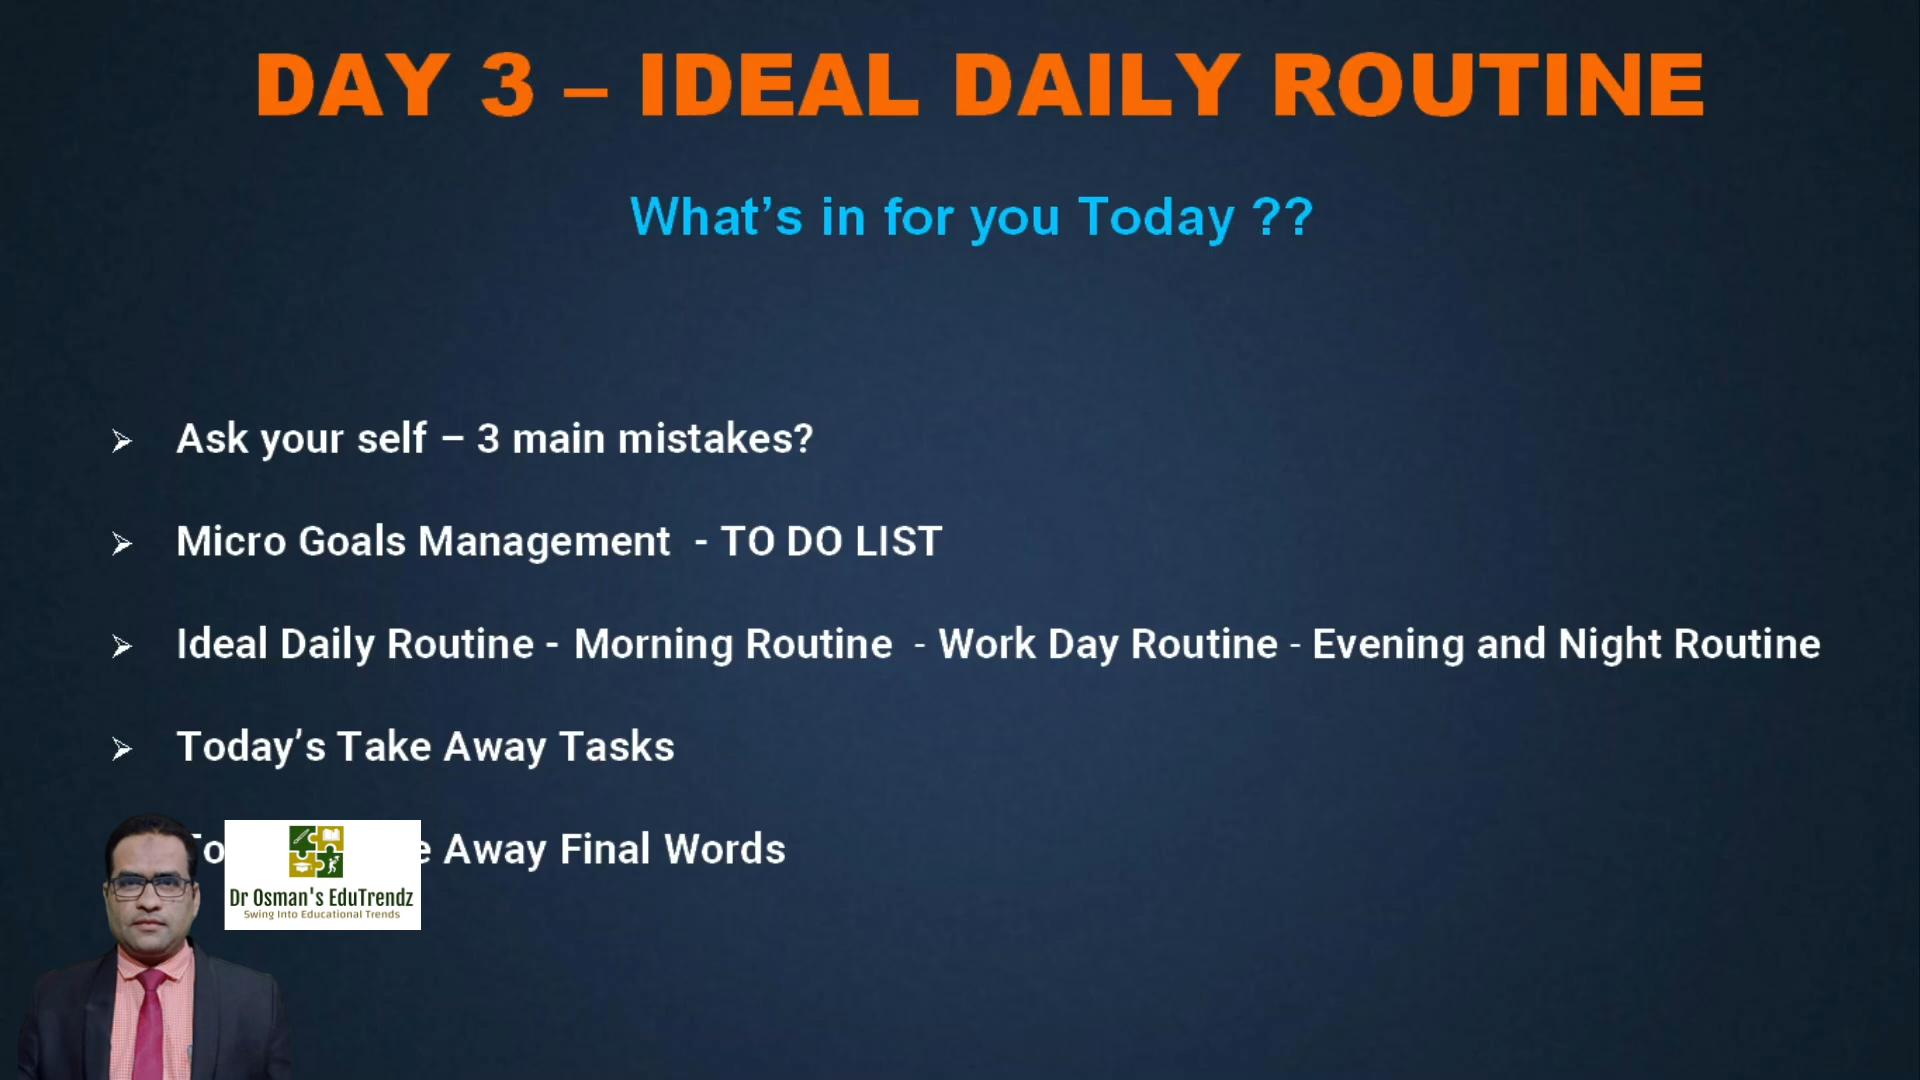 DAY 3 – IDEAL DAILY ROUTINE
What’s in for you Today ??
Ask your self – 3 main mistakes?
Micro Goals Management - TO DO LIST
Ideal Daily Routine - Morning Routine - Work Day Routine - Evening and Night Routine
Today’s Take Away Tasks
Away Final Words
Dr Osman's EduTrendz
Swing Into Educational Trends